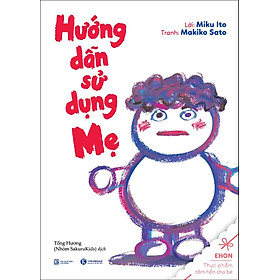 Hướng
dẫn
sử
dụng
Mẹ
Lời: Miku Ito
Tranh: Makiko Sato
Tống Hương
(Nhóm SakuraKids) dịch
EHON
Thực phẩm
tâm hồn cho bé